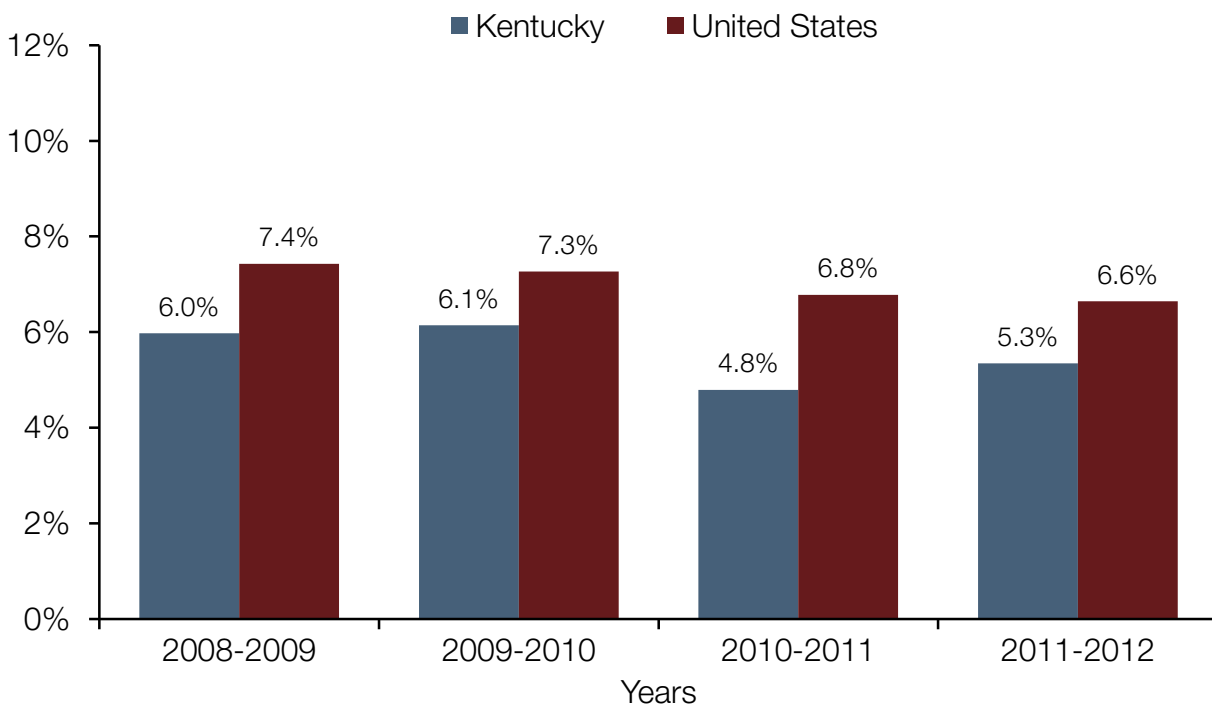 Kentucky United States
12%
10%
8%
6%
4%
2%
0%
6.0% 7.4% 6.1% 7.3% 4.8% 6.8% 5.3% 6.6%
2008-2009 2009-2010 2010-2011 2011-2012
Years